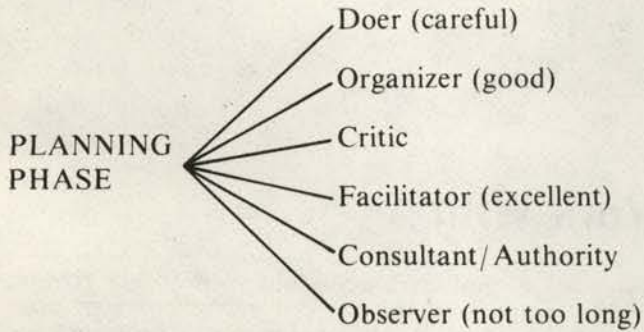 Doer (careful)
Organizer (good)
Critic
PLANNING
PHASE
Facilitator (excellent)
Consultant/Authority
Observer (not too long)